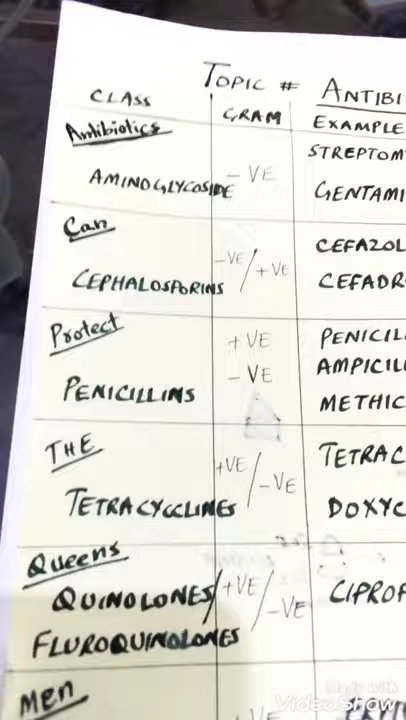 TOPIC # ANTIBI
CLASS GRAM EXAMPLE
Antibiotics STREPTOM
AMINOGLYCOSIDE -VE GENTAMI
Can CEFAZOL
CEPHALOSPORINS -VE/+VE CEFADR
Protect +VE PENICIL
PENICILLINS -VE AMPICIL
METHIC
THE TETRAC
TETRACYCCLINES +VE/-VE DOXYC
Queens
QUINOLONES/ +VE/-VE CIPROF
FLUROQUINOLONES
Men
+VE
Made with
VideoShow